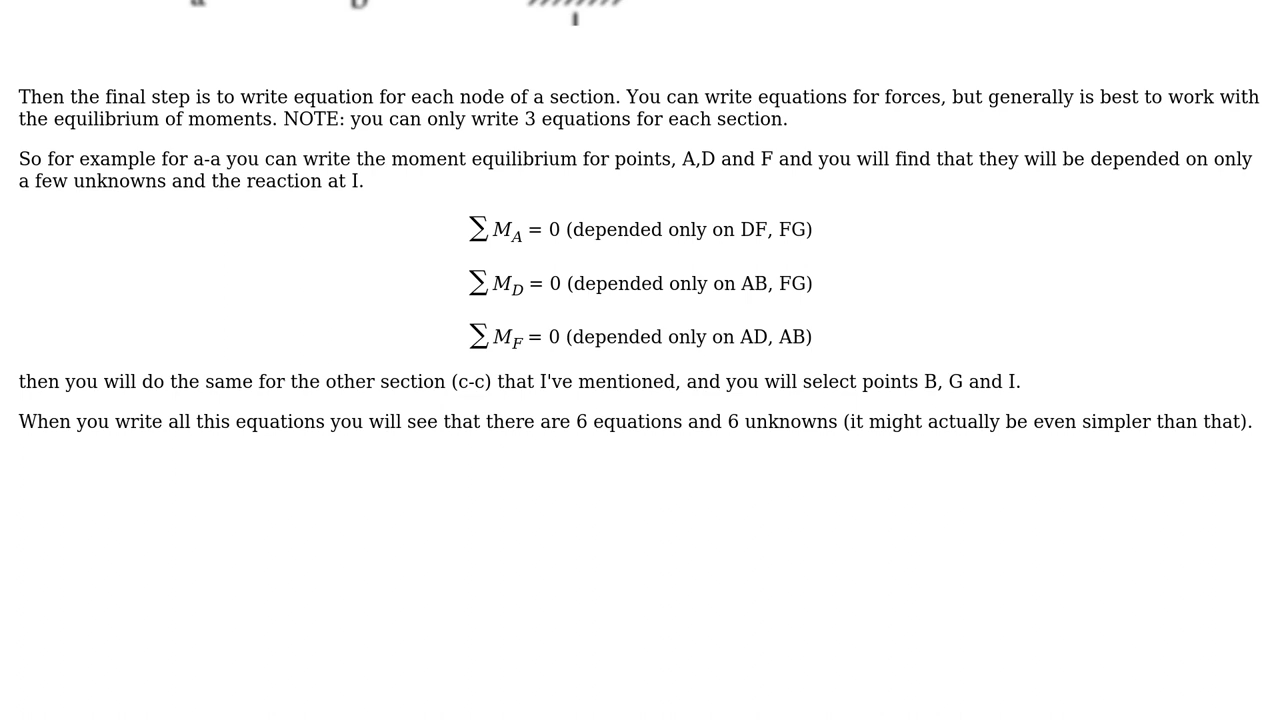 Then the final step is to write equation for each node of a section. You can write equations for forces, but generally is best to work with
the equilibrium of moments. NOTE: you can only write 3 equations for each section.
So for example for a-a you can write the moment equilibrium for points, A,D and F and you will find that they will be depended on only
a few unknowns and the reaction at I.
∑ M_A = 0 (depended only on DF, FG)
∑ M_D = 0 (depended only on AB, FG)
∑ M_F = 0 (depended only on AD, AB)
then you will do the same for the other section (c-c) that I've mentioned, and you will select points B, G and I.
When you write all this equations you will see that there are 6 equations and 6 unknowns (it might actually be even simpler than that).